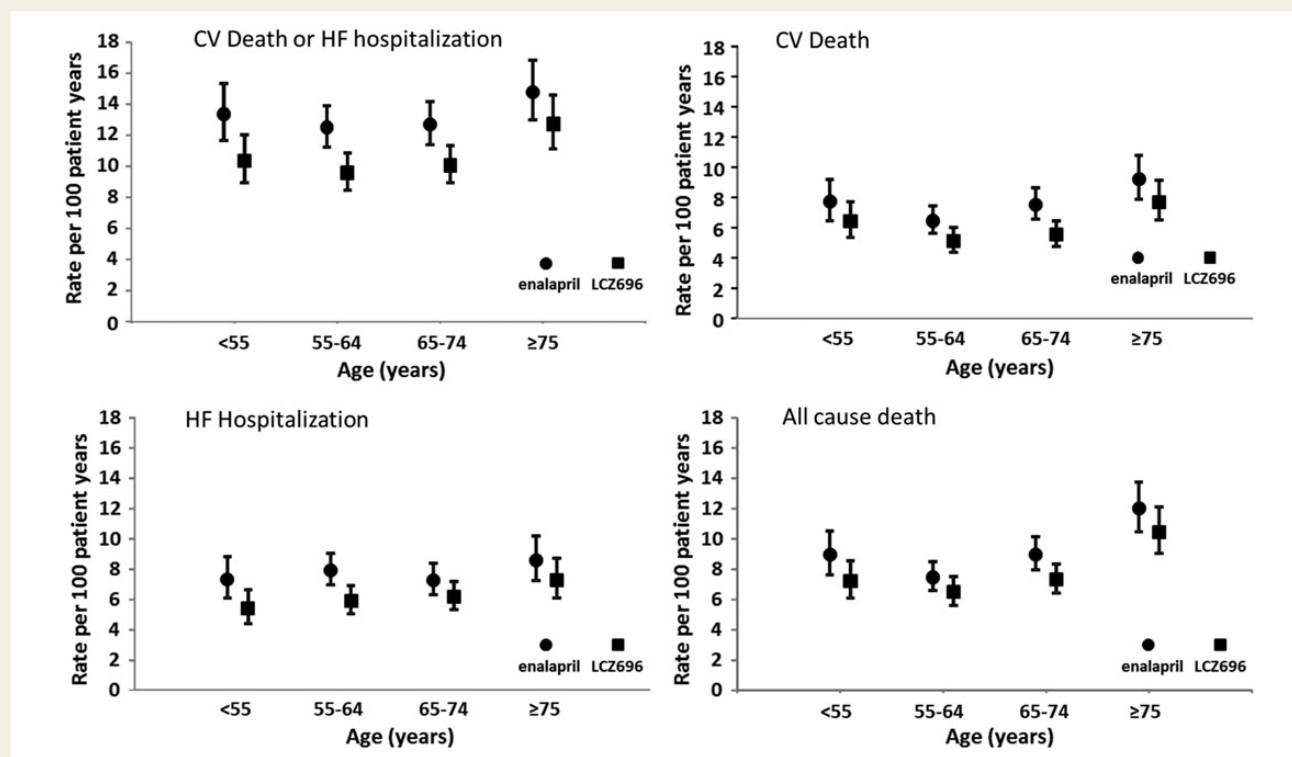 CV Death or HF hospitalization
Rate per 100 patient years
18
16
14
12
10
8
6
4
2
0
enalapril LCZ696
<55 55-64 65-74 ≥75
Age (years)
CV Death
Rate per 100 patient years
18
16
14
12
10
8
6
4
2
0
enalapril LCZ696
<55 55-64 65-74 ≥75
Age (years)
HF Hospitalization
Rate per 100 patient years
18
16
14
12
10
8
6
4
2
0
enalapril LCZ696
<55 55-64 65-74 ≥75
Age (years)
All cause death
Rate per 100 patient years
18
16
14
12
10
8
6
4
2
0
enalapril LCZ696
<55 55-64 65-74 ≥75
Age (years)